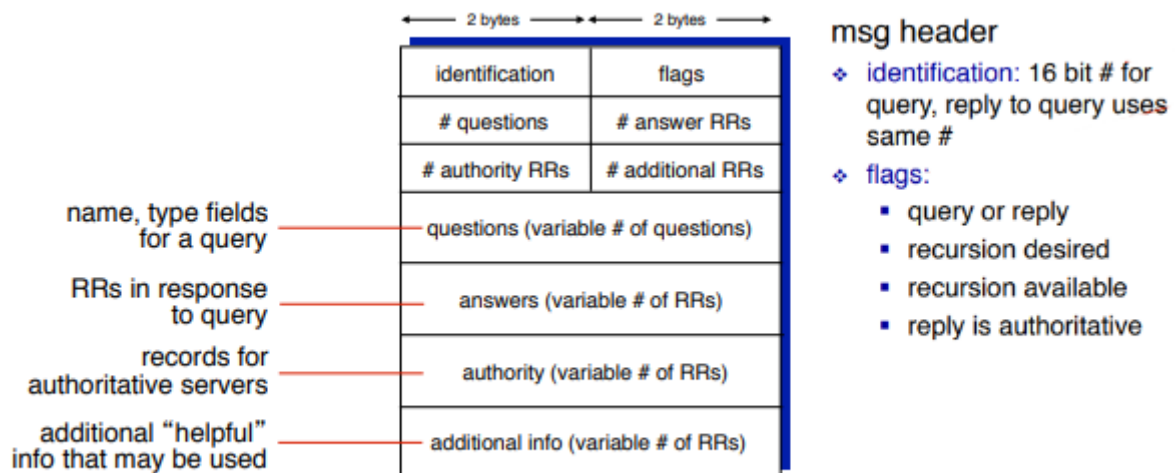 2 bytes 2 bytes
identification flags
# questions # answer RRs
# authority RRs # additional RRs
name, type fields
for a query
questions (variable # of questions)
RRs in response
to query
answers (variable # of RRs)
records for
authoritative servers
authority (variable # of RRs)
additional “helpful”
info that may be used
additional info (variable # of RRs)
msg header
❖ identification: 16 bit # for
query, reply to query uses
same #
❖ flags:
▪ query or reply
▪ recursion desired
▪ recursion available
▪ reply is authoritative